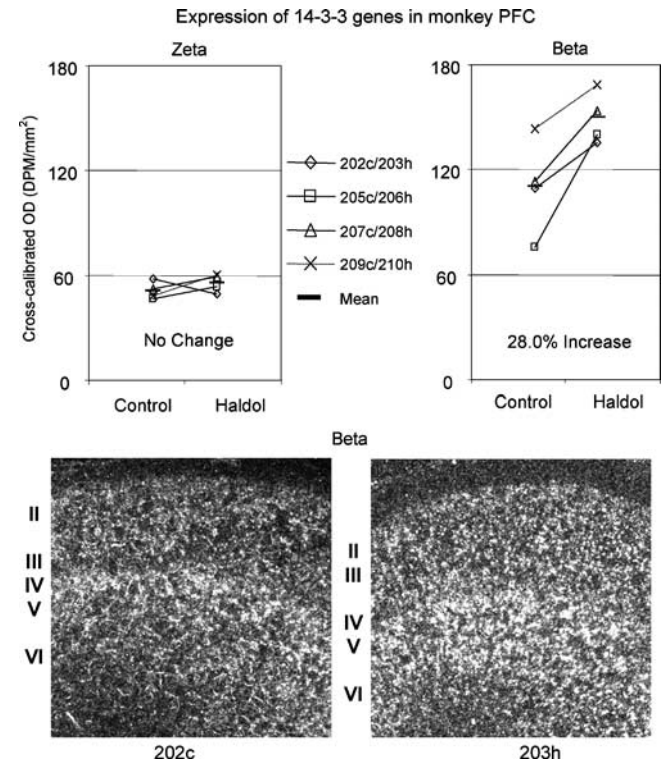 Expression of 14-3-3 genes in monkey PFC
Zeta
Beta
Cross-calibrated OD (DPM/mm²)
180
120
60
0
No Change
Control Haldol
202c/203h
205c/206h
207c/208h
209c/210h
Mean
180
120
60
0
28.0% Increase
Control Haldol
Beta
II
III
IV
V
VI
II
III
IV
V
VI
202c
203h